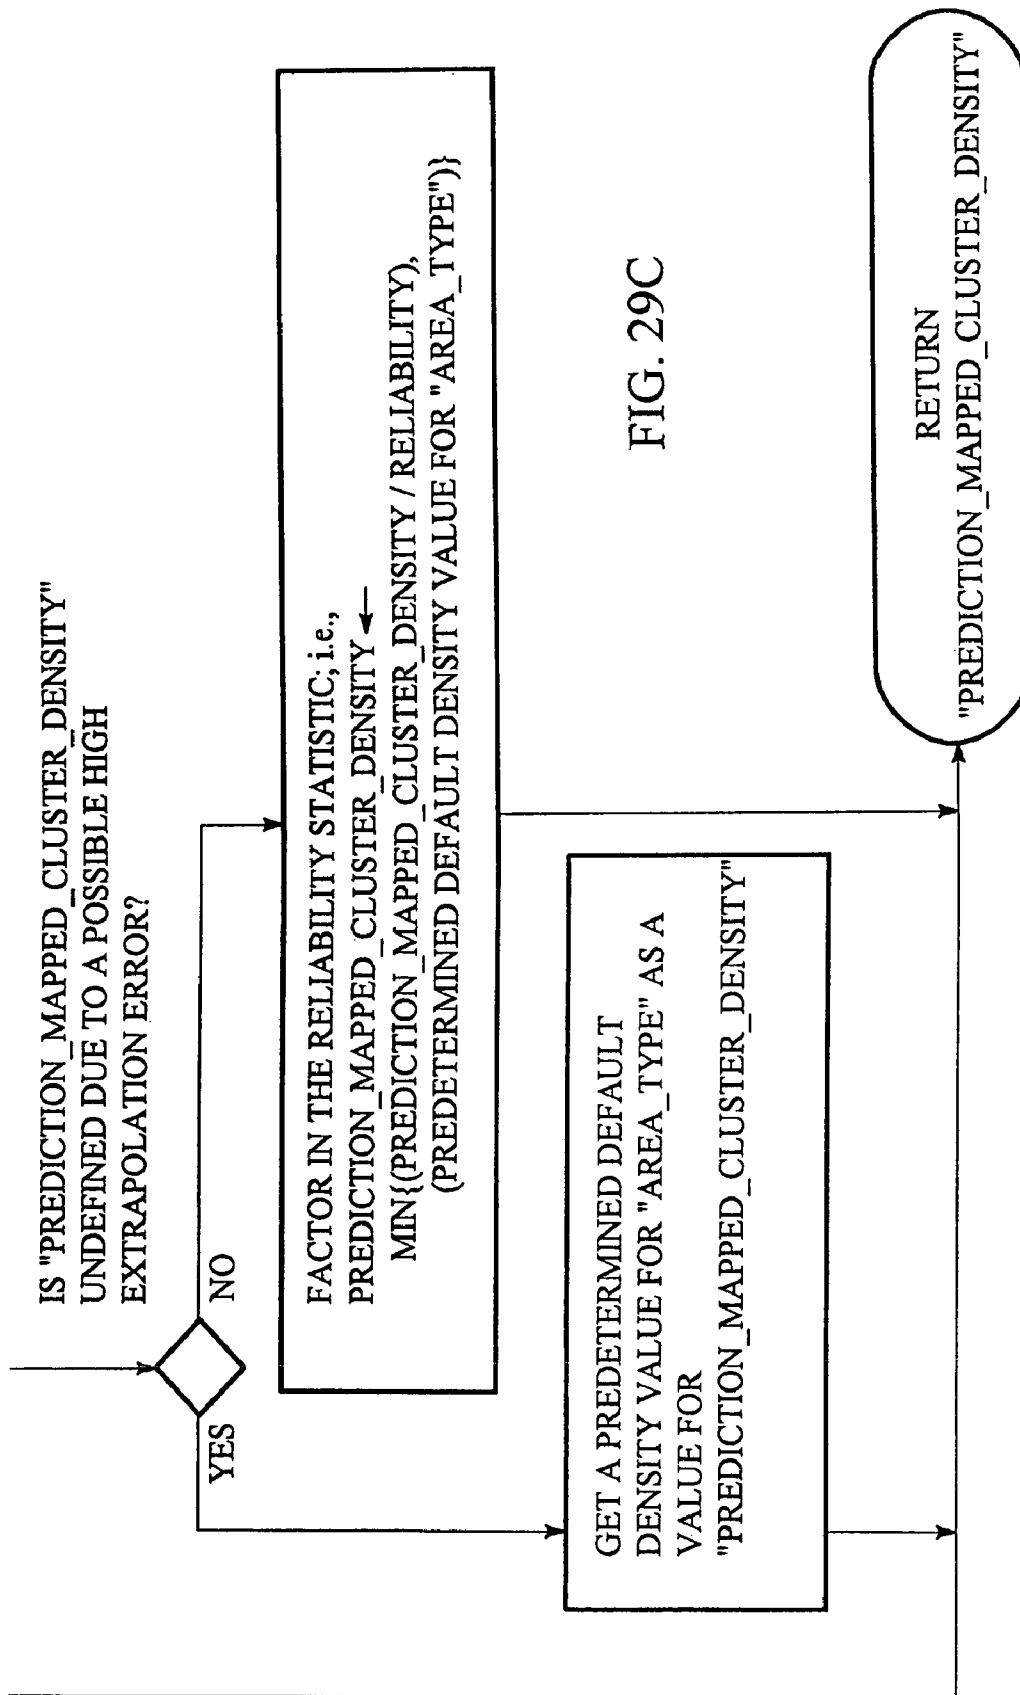 IS "PREDICTION_MAPPED_CLUSTER_DENSITY"
UNDEFINED DUE TO A POSSIBLE HIGH
EXTRAPOLATION ERROR?
YES
NO
FACTOR IN THE RELIABILITY STATISTIC; i.e.,
PREDICTION_MAPPED_CLUSTER_DENSITY ←
MIN{(PREDICTION_MAPPED_CLUSTER_DENSITY / RELIABILITY),
(PREDETERMINED DEFAULT DENSITY VALUE FOR "AREA_TYPE")}
GET A PREDETERMINED DEFAULT
DENSITY VALUE FOR "AREA_TYPE" AS A
VALUE FOR
"PREDICTION_MAPPED_CLUSTER_DENSITY"
FIG. 29C
RETURN
"PREDICTION_MAPPED_CLUSTER_DENSITY"